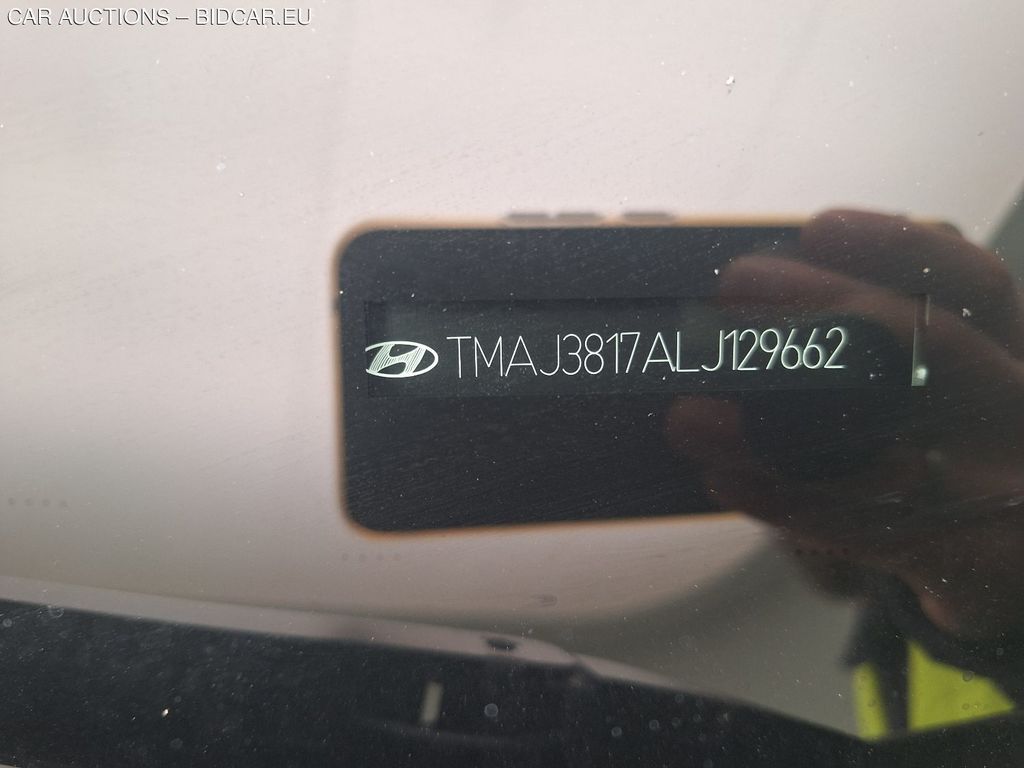 CAR AUCTIONS – BIDCAR.EU
TMAJ3817ALJ129662